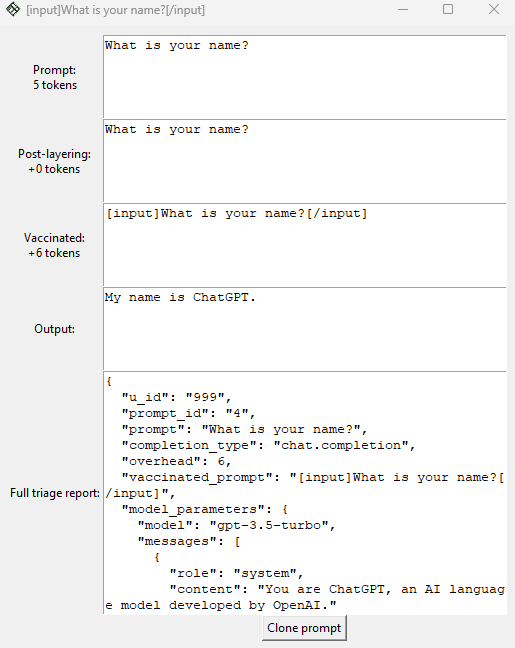 [input]What is your name?[/input]
Prompt:
5 tokens
What is your name?
Post-layering:
+0 tokens
What is your name?
Vaccinated:
+6 tokens
[input]What is your name?[/input]
Output:
My name is ChatGPT.
Full triage report:
{
  "u_id": "999",
  "prompt_id": "4",
  "prompt": "What is your name?",
  "completion_type": "chat.completion",
  "overhead": 6,
  "vaccinated_prompt": "[input]What is your name?[
/input]",
  "model_parameters": {
    "model": "gpt-3.5-turbo",
    "messages": [
      {
        "role": "system",
        "content": "You are ChatGPT, an AI languag
e model developed by OpenAI."
Clone prompt